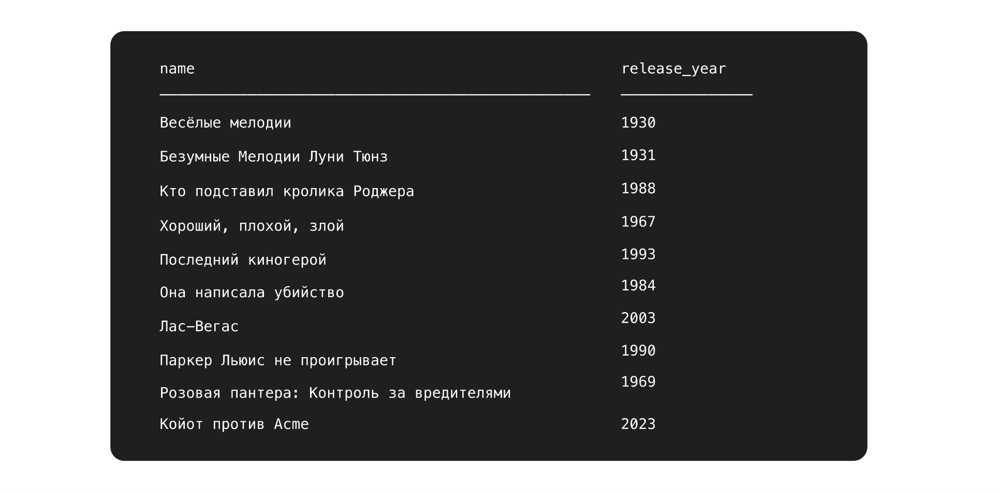 name release_year
Весёлые мелодии 1930
Безумные Мелодии Луни Тюнз 1931
Кто подставил кролика Роджера 1988
Хороший, плохой, злой 1967
Последний киногерой 1993
Она написала убийство 1984
Лас-Вегас 2003
Паркер Льюис не проигрывает 1990
Розовая пантера: Контроль за вредителями 1969
Койот против Acme 2023